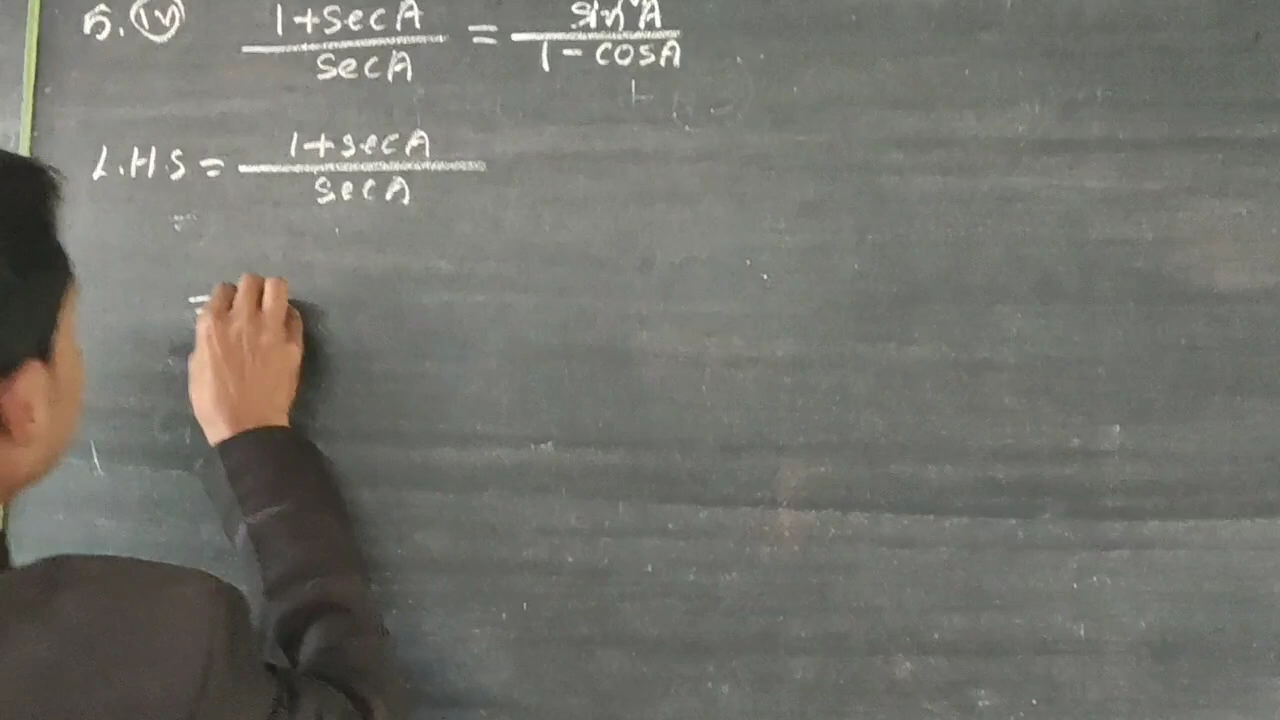 5. (iv) (1+secA)/(secA) = (sin²A)/(1-cosA)
L.H.S = (1+secA)/(secA)
=